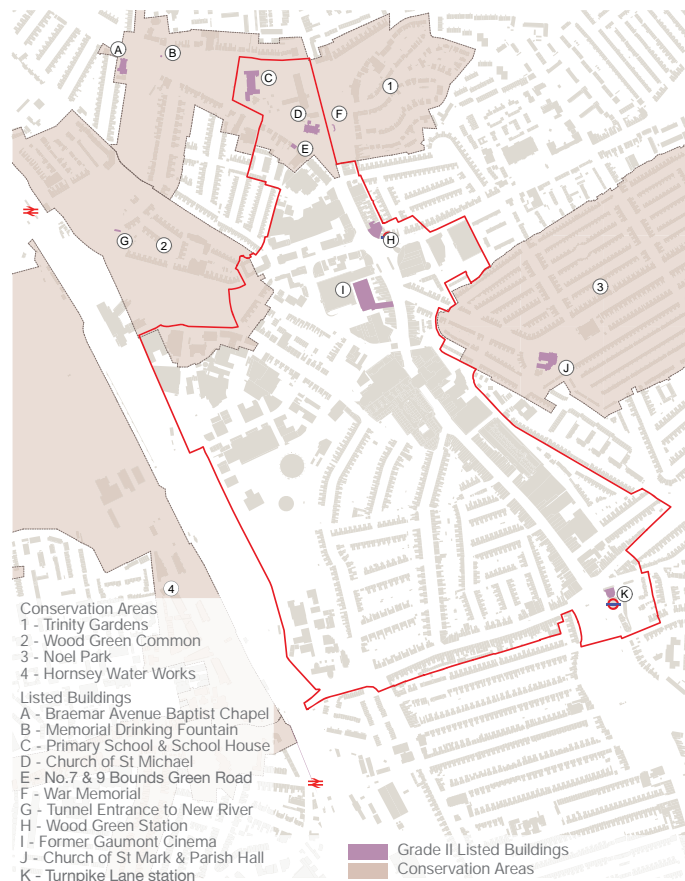 A
B
C
1
D
F
E
G
2
H
I
3
J
4
K
Conservation Areas
1 - Trinity Gardens
2 - Wood Green Common
3 - Noel Park
4 - Hornsey Water Works
Listed Buildings
A - Braemar Avenue Baptist Chapel
B - Memorial Drinking Fountain
C - Primary School & School House
D - Church of St Michael
E - No.7 & 9 Bounds Green Road
F - War Memorial
G - Tunnel Entrance to New River
H - Wood Green Station
I - Former Gaumont Cinema
J - Church of St Mark & Parish Hall
K - Turnpike Lane station
Grade II Listed Buildings
Conservation Areas